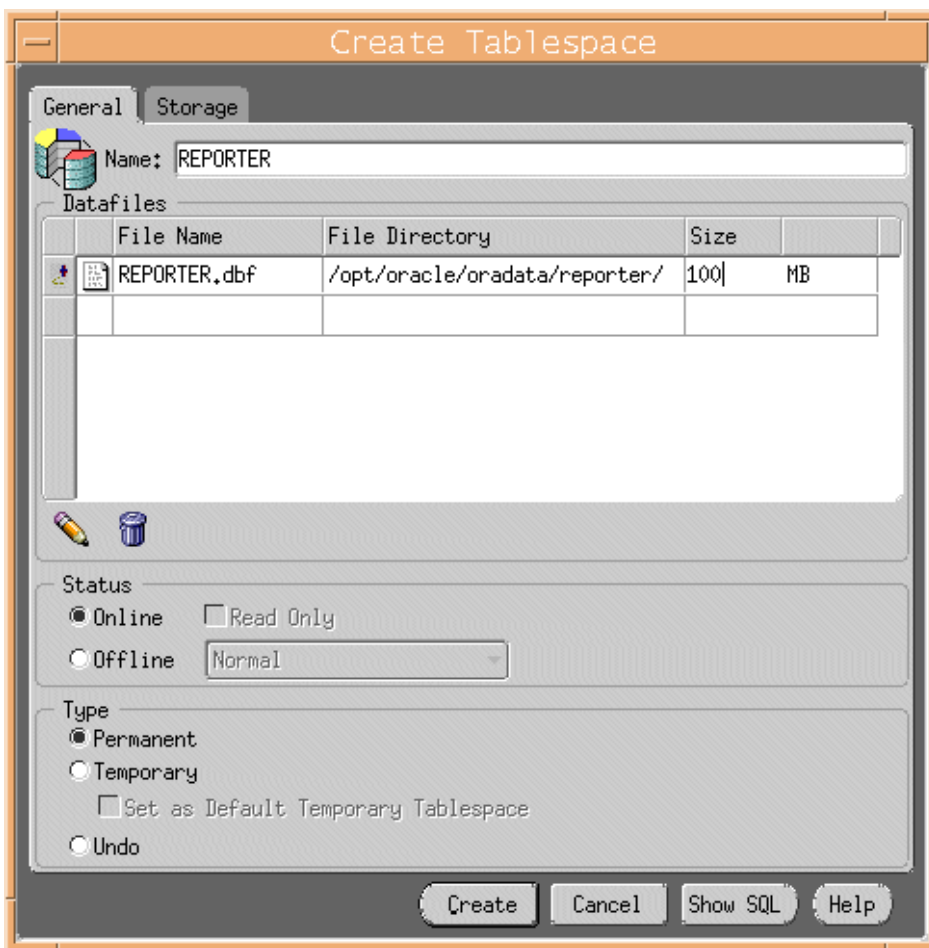 Create Tablespace
General Storage
Name: REPORTER
Datafiles
File Name File Directory Size
REPORTER.dbf /opt/oracle/oradata/reporter/ 100 MB
Status
Online Read Only
Offline Normal
Type
Permanent
Temporary
Set as Default Temporary Tablespace
Undo
Create Cancel Show SQL Help